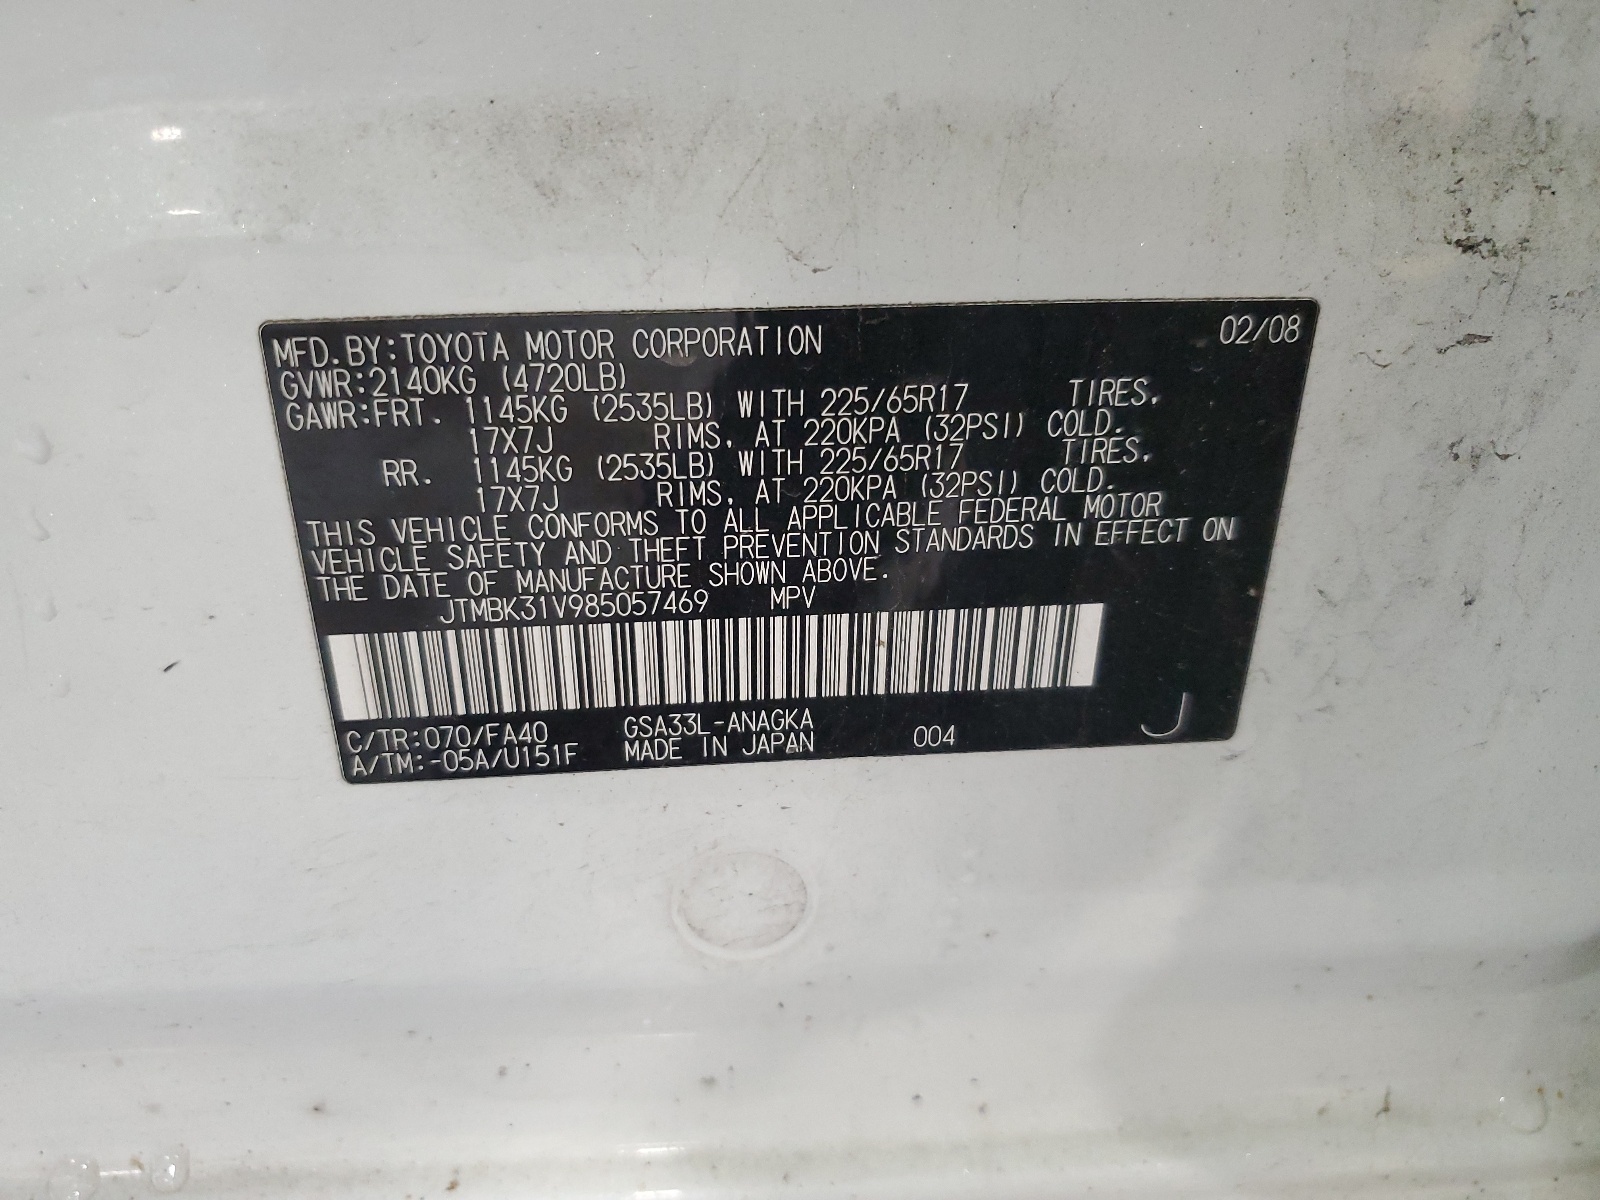 MFD.BY:TOYOTA MOTOR CORPORATION 02/08
GVWR:2140KG (4720LB)
GAWR:FRT. 1145KG (2535LB) WITH 225/65R17 TIRES,
17X7J RIMS, AT 220KPA (32PSI) COLD.
RR. 1145KG (2535LB) WITH 225/65R17 TIRES,
17X7J RIMS, AT 220KPA (32PSI) COLD.
THIS VEHICLE CONFORMS TO ALL APPLICABLE FEDERAL MOTOR
VEHICLE SAFETY AND THEFT PREVENTION STANDARDS IN EFFECT ON
THE DATE OF MANUFACTURE SHOWN ABOVE.
JTMBK31V985057469 MPV
C/TR:070/FA40 GSA33L-ANAGKA
A/TM:-05A/U151F MADE IN JAPAN 004 J